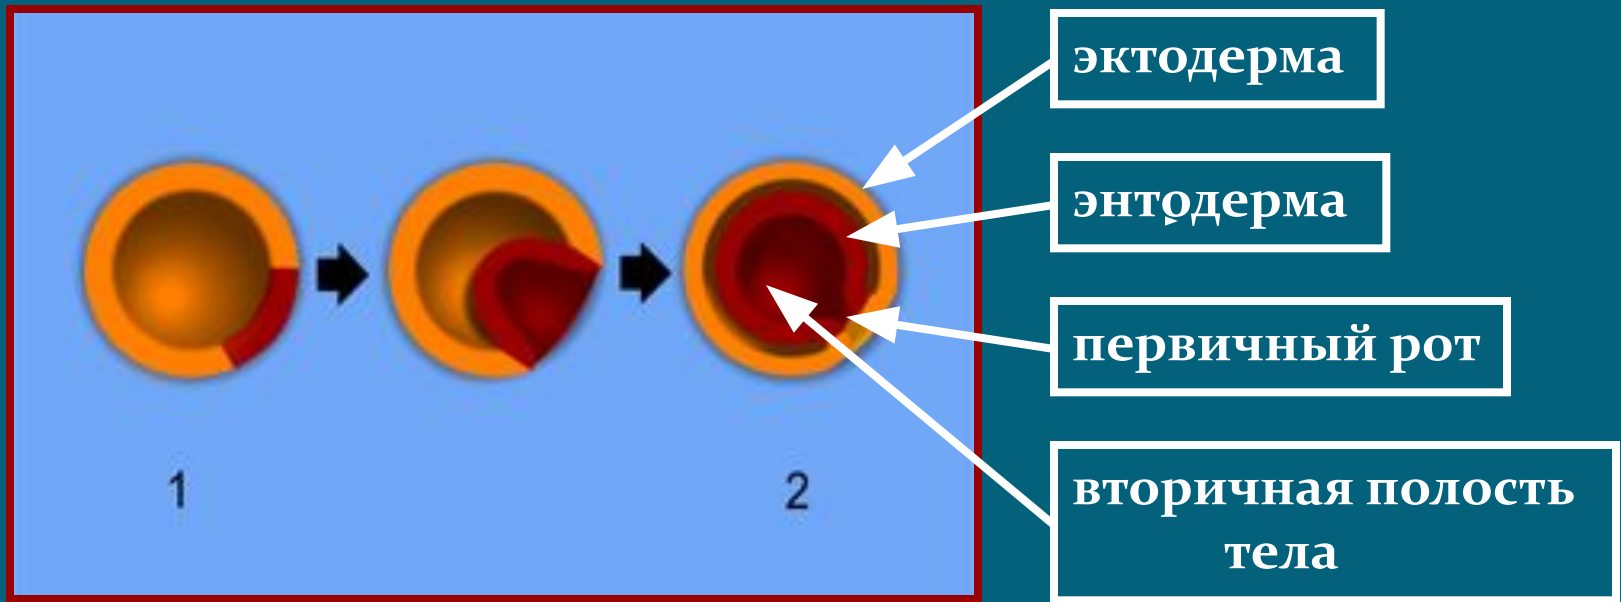 эктодерма
энтодерма
первичный рот
вторичная полость
тела
1
2